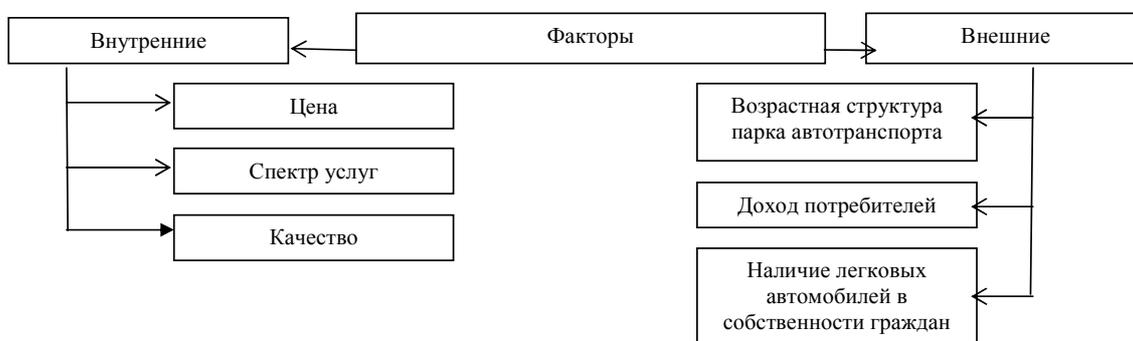 Внутренние
Факторы
Внешние
Цена
Спектр услуг
Качество
Возрастная структура
парка автотранспорта
Доход потребителей
Наличие легковых
автомобилей в
собственности граждан